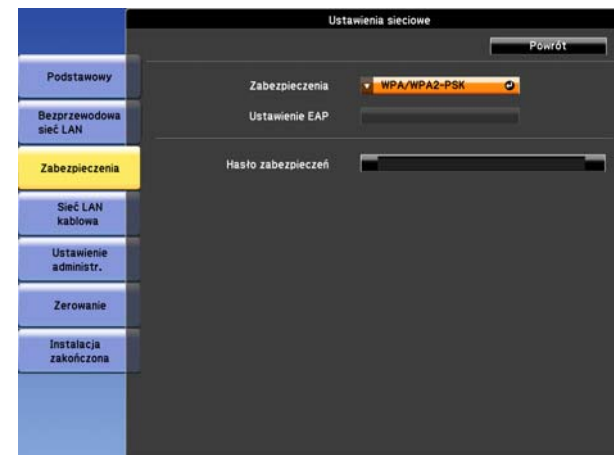 Ustawienia sieciowe
Powrót
Podstawowy
Bezprzewodowa
sieć LAN
Zabezpieczenia
Sieć LAN
kablowa
Ustawienie
administr.
Zerowanie
Instalacja
zakończona
Zabezpieczenia WPA/WPA2-PSK
Ustawienie EAP
Hasło zabezpieczeń